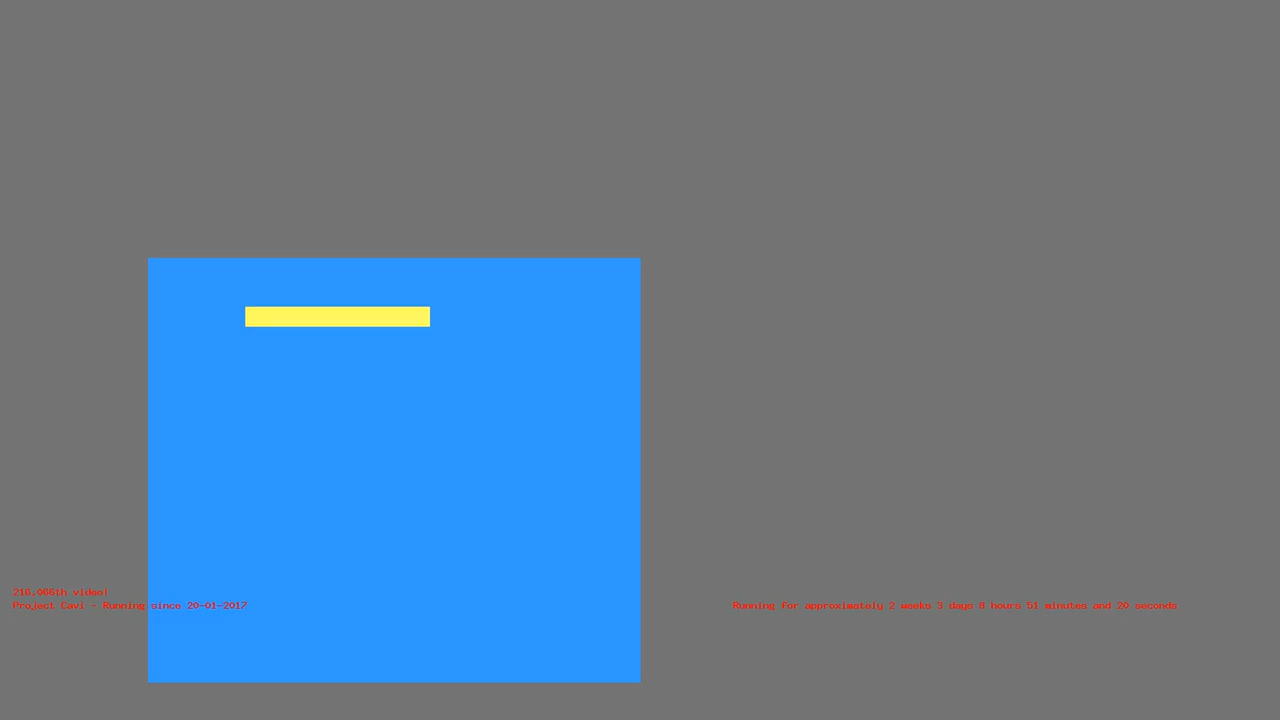 216,066th video!
Project Cavi - Running since 20-01-2017
Running for approximately 2 weeks 3 days 8 hours 51 minutes and 20 seconds